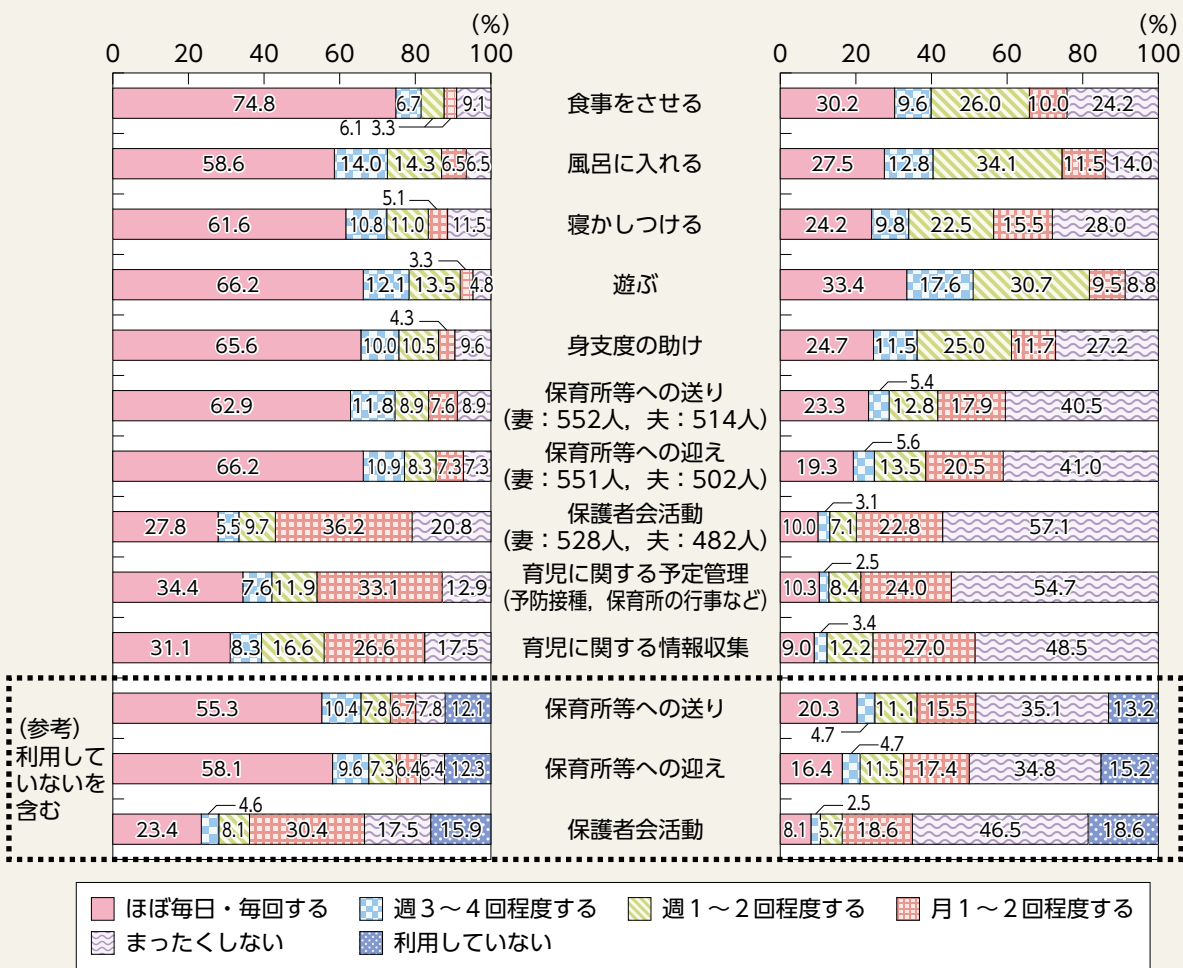 (%) (%)
0 20 40 60 80 100 0 20 40 60 80 100
74.8 6.7 9.1 食事をさせる 30.2 9.6 26.0 10.0 24.2
6.1 3.3
58.6 14.0 14.3 6.5 6.5 風呂に入れる 27.5 12.8 34.1 11.5 14.0
5.1
61.6 10.8 11.0 11.5 寝かしつける 24.2 9.8 22.5 15.5 28.0
3.3
66.2 12.1 13.5 4.8 遊ぶ 33.4 17.6 30.7 9.5 8.8
4.3
65.6 10.0 10.5 9.6 身支度の助け 24.7 11.5 25.0 11.7 27.2
5.4
保育所等への送り
62.9 11.8 8.9 7.6 8.9 (妻:552人,夫:514人) 23.3 12.8 17.9 40.5
5.6
保育所等への迎え
66.2 10.9 8.3 7.3 7.3 (妻:551人,夫:502人) 19.3 13.5 20.5 41.0
3.1
保護者会活動
27.8 5.5 9.7 36.2 20.8 (妻:528人,夫:482人) 10.0 7.1 22.8 57.1
2.5
育児に関する予定管理
34.4 7.6 11.9 33.1 12.9 (予防接種,保育所の行事など) 10.3 8.4 24.0 54.7
3.4
31.1 8.3 16.6 26.6 17.5 育児に関する情報収集 9.0 12.2 27.0 48.5
(参考)
利用して
いないを
含む
55.3 10.4 7.8 6.7 7.8 12.1 保育所等への送り 20.3 11.1 15.5 35.1 13.2
4.7
4.7
58.1 9.6 7.3 6.4 6.4 12.3 保育所等への迎え 16.4 11.5 17.4 34.8 15.2
4.6 2.5
23.4 8.1 30.4 17.5 15.9 保護者会活動 8.1 5.7 18.6 46.5 18.6
ほぼ毎日・毎回する 週3~4回程度する 週1~2回程度する 月1~2回程度する
まったくしない 利用していない